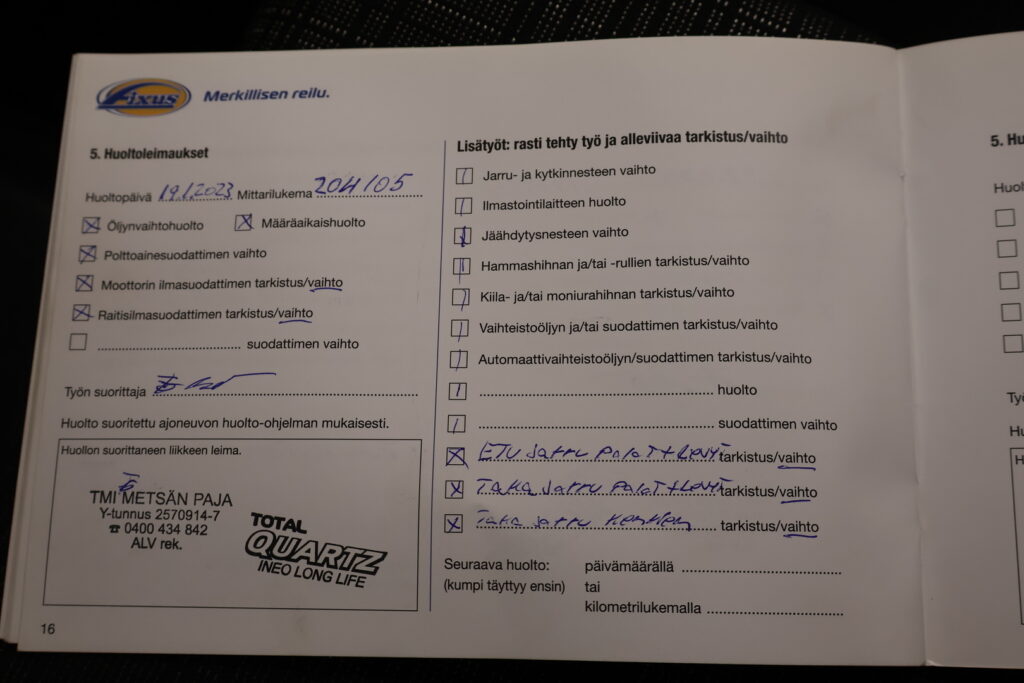 Fixus Merkillisen reilu.
5. Huoltoleimaukset
Huoltopäivä 19.1.2023 Mittarilukema 204105
Öljynvaihtohuolto Määräaikaishuolto
Polttoainesuodattimen vaihto
Moottorin ilmasuodattimen tarkistus/vaihto
Raitisilmasuodattimen tarkistus/vaihto
suodattimen vaihto
Työn suorittaja
Huolto suoritettu ajoneuvon huolto-ohjelman mukaisesti.
Huollon suorittaneen liikkeen leima.
TMI METSÄN PAJA
Y-tunnus 2570914-7
☎ 0400 434 842
ALV rek.
TOTAL
QUARTZ
INEO LONG LIFE
16
Lisätyöt: rasti tehty työ ja alleviivaa tarkistus/vaihto
Jarru- ja kytkinnesteen vaihto
Ilmastointilaitteen huolto
Jäähdytysnesteen vaihto
Hammashihnan ja/tai -rullien tarkistus/vaihto
Kiila- ja/tai moniurahihnan tarkistus/vaihto
Vaihteistoöljyn ja/tai suodattimen tarkistus/vaihto
Automaattivaihteistoöljyn/suodattimen tarkistus/vaihto
huolto
suodattimen vaihto
ETU JARRU PALAT+LEVYT tarkistus/vaihto
TAKA JARRU PALAT+LEVYT tarkistus/vaihto
TAKA JARRU KENKIEN tarkistus/vaihto
Seuraava huolto: päivämäärällä
(kumpi täyttyy ensin) tai
kilometrilukemalla
5. Hu
Huol
Ty
Hu
H